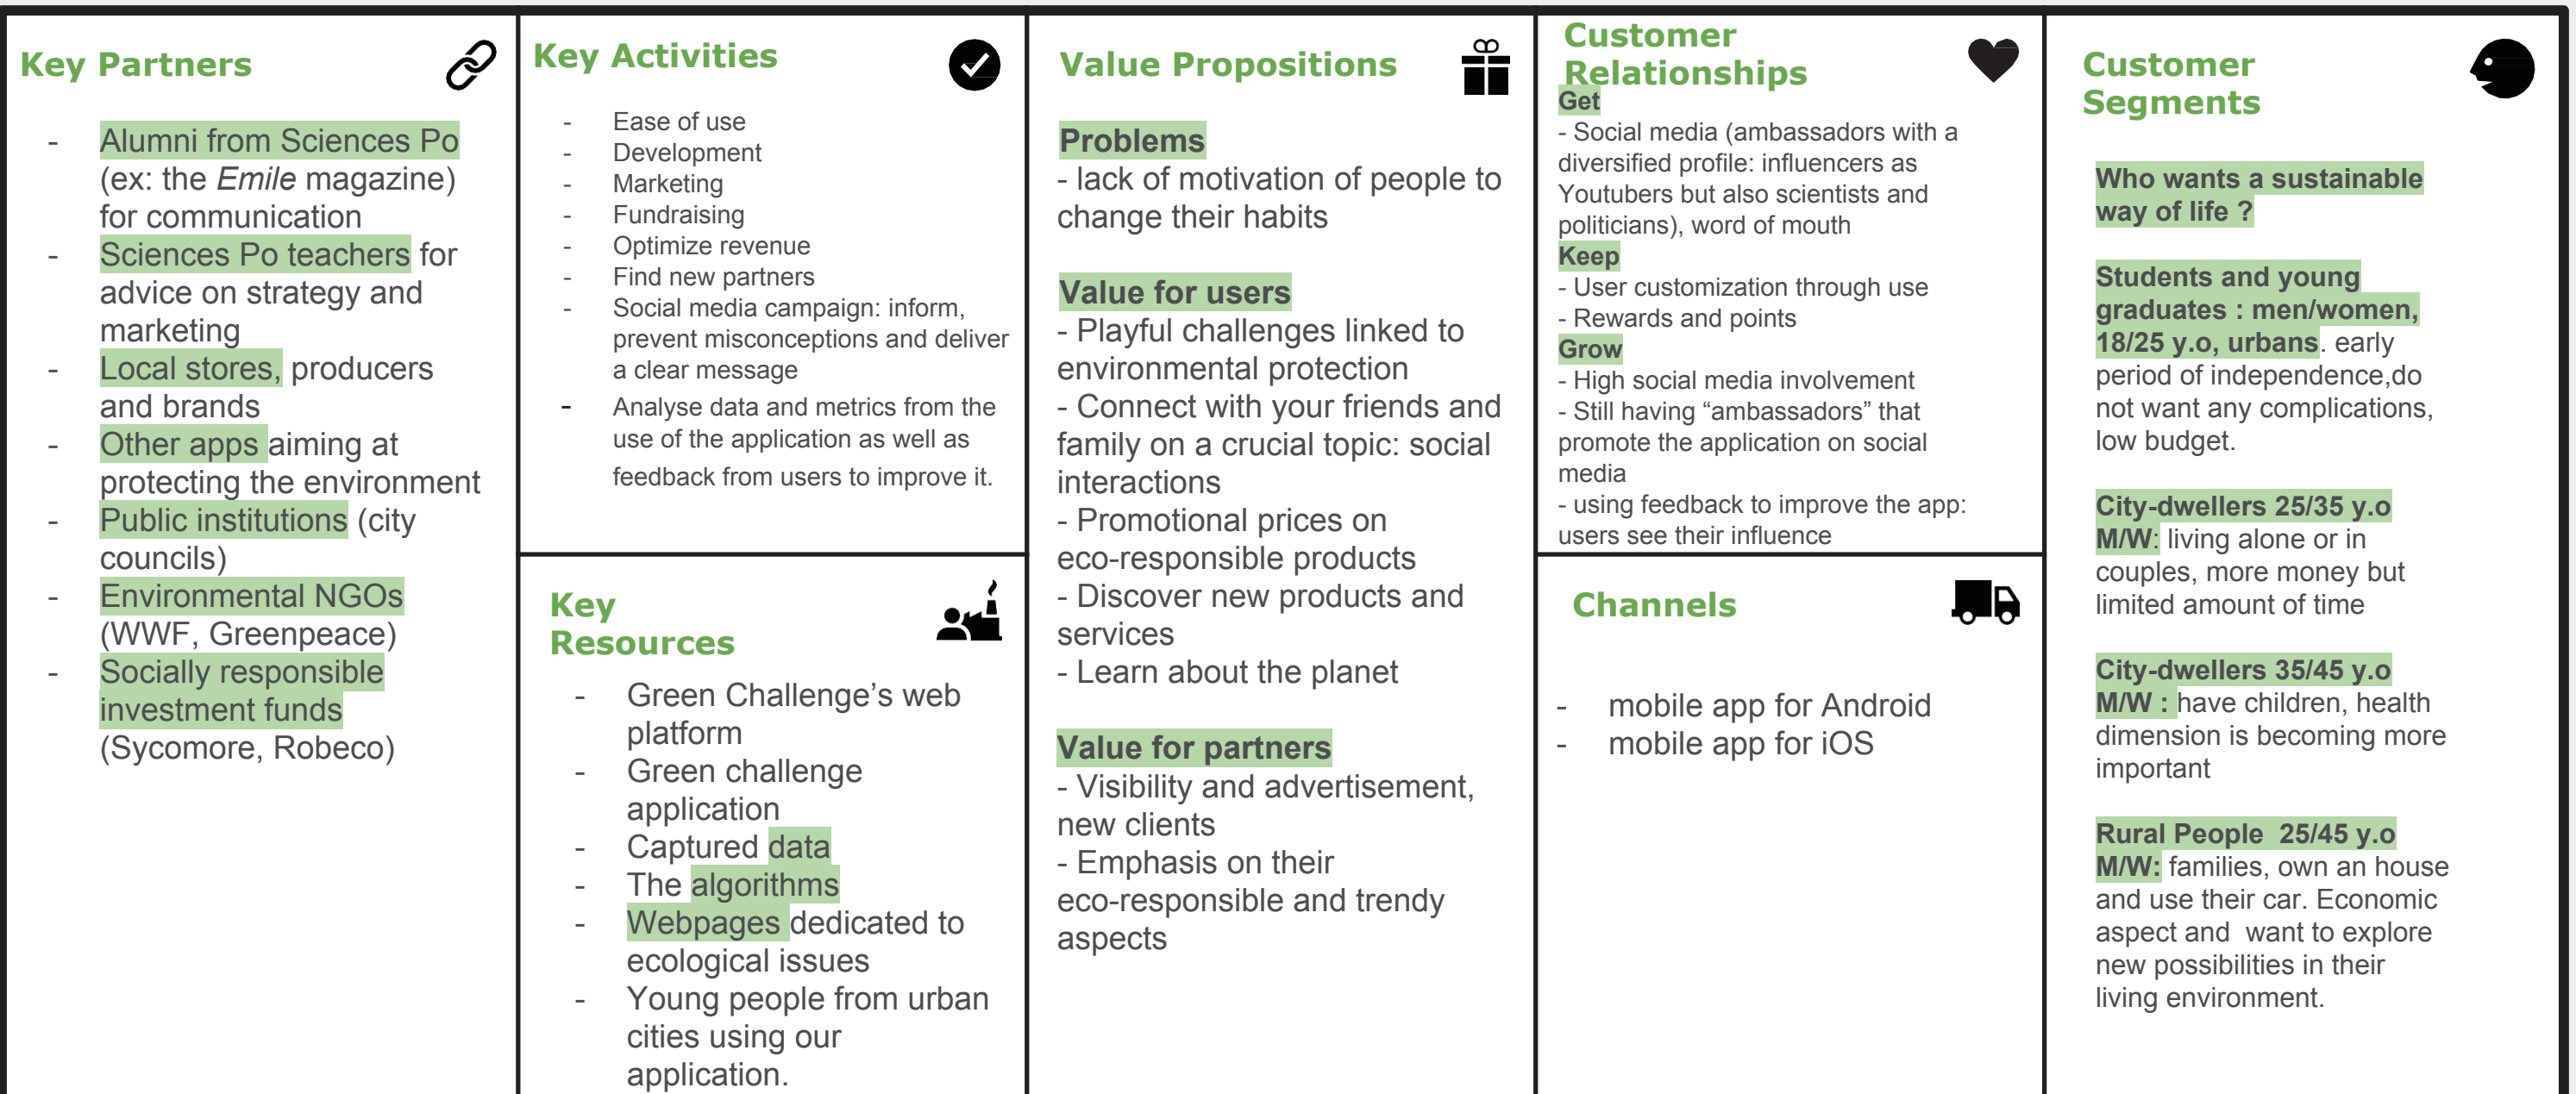 Key Partners
- Alumni from Sciences Po
(ex: the Emile magazine)
for communication
- Sciences Po teachers for
advice on strategy and
marketing
- Local stores, producers
and brands
- Other apps aiming at
protecting the environment
- Public institutions (city
councils)
- Environmental NGOs
(WWF, Greenpeace)
- Socially responsible
investment funds
(Sycomore, Robeco)
Key Activities
- Ease of use
- Development
- Marketing
- Fundraising
- Optimize revenue
- Find new partners
- Social media campaign: inform,
prevent misconceptions and deliver
a clear message
- Analyse data and metrics from the
use of the application as well as
feedback from users to improve it.
Key
Resources
- Green Challenge’s web
platform
- Green challenge
application
- Captured data
- The algorithms
- Webpages dedicated to
ecological issues
- Young people from urban
cities using our
application.
Value Propositions
Problems
- lack of motivation of people to
change their habits
Value for users
- Playful challenges linked to
environmental protection
- Connect with your friends and
family on a crucial topic: social
interactions
- Promotional prices on
eco-responsible products
- Discover new products and
services
- Learn about the planet
Value for partners
- Visibility and advertisement,
new clients
- Emphasis on their
eco-responsible and trendy
aspects
Customer
Relationships
Get
- Social media (ambassadors with a
diversified profile: influencers as
Youtubers but also scientists and
politicians), word of mouth
Keep
- User customization through use
- Rewards and points
Grow
- High social media involvement
- Still having “ambassadors” that
promote the application on social
media
- using feedback to improve the app:
users see their influence
Channels
- mobile app for Android
- mobile app for iOS
Customer
Segments
Who wants a sustainable
way of life ?
Students and young
graduates : men/women,
18/25 y.o, urbans. early
period of independence,do
not want any complications,
low budget.
City-dwellers 25/35 y.o
M/W: living alone or in
couples, more money but
limited amount of time
City-dwellers 35/45 y.o
M/W : have children, health
dimension is becoming more
important
Rural People 25/45 y.o
M/W: families, own an house
and use their car. Economic
aspect and want to explore
new possibilities in their
living environment.